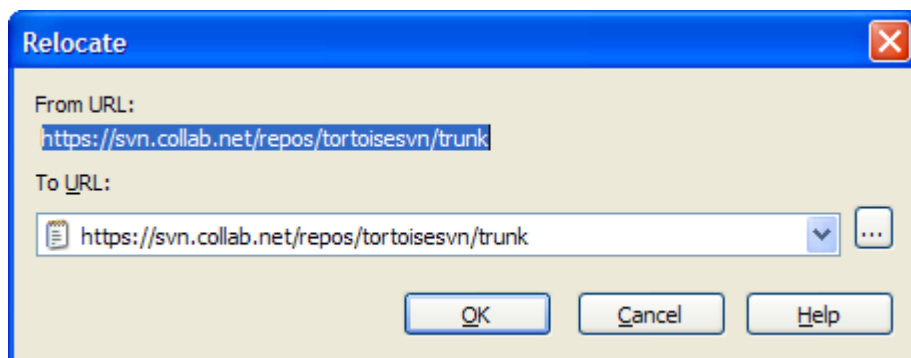 Relocate
From URL:
https://svn.collab.net/repos/tortoisesvn/trunk
To URL:
https://svn.collab.net/repos/tortoisesvn/trunk
...
OK Cancel Help